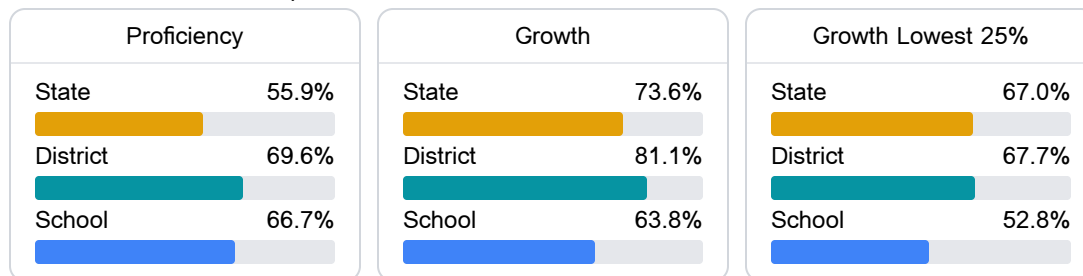 Proficiency
State 55.9%
District 69.6%
School 66.7%
Growth
State 73.6%
District 81.1%
School 63.8%
Growth Lowest 25%
State 67.0%
District 67.7%
School 52.8%